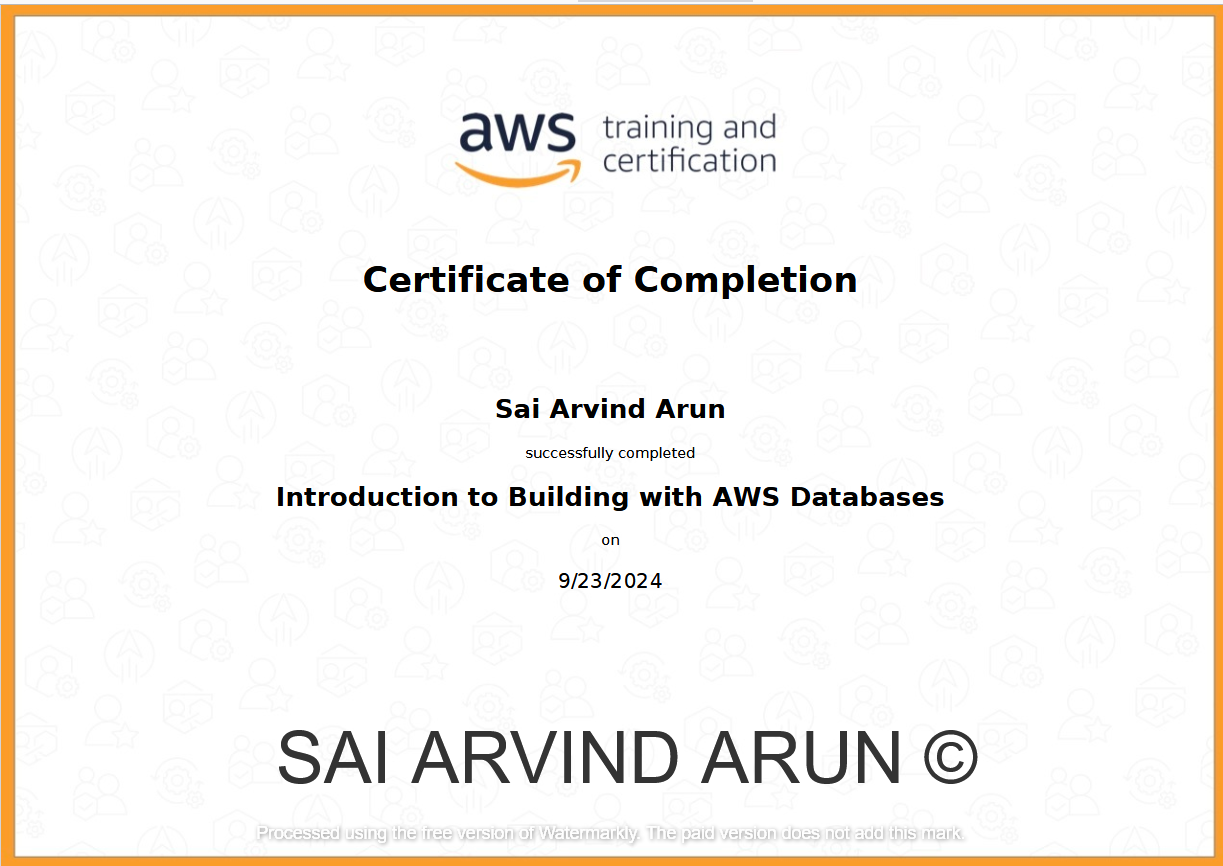 aws training and
certification
Certificate of Completion
Sai Arvind Arun
successfully completed
Introduction to Building with AWS Databases
on
9/23/2024
SAI ARVIND ARUN ©
Processed using the free version of Watermarkly. The paid version does not add this mark.